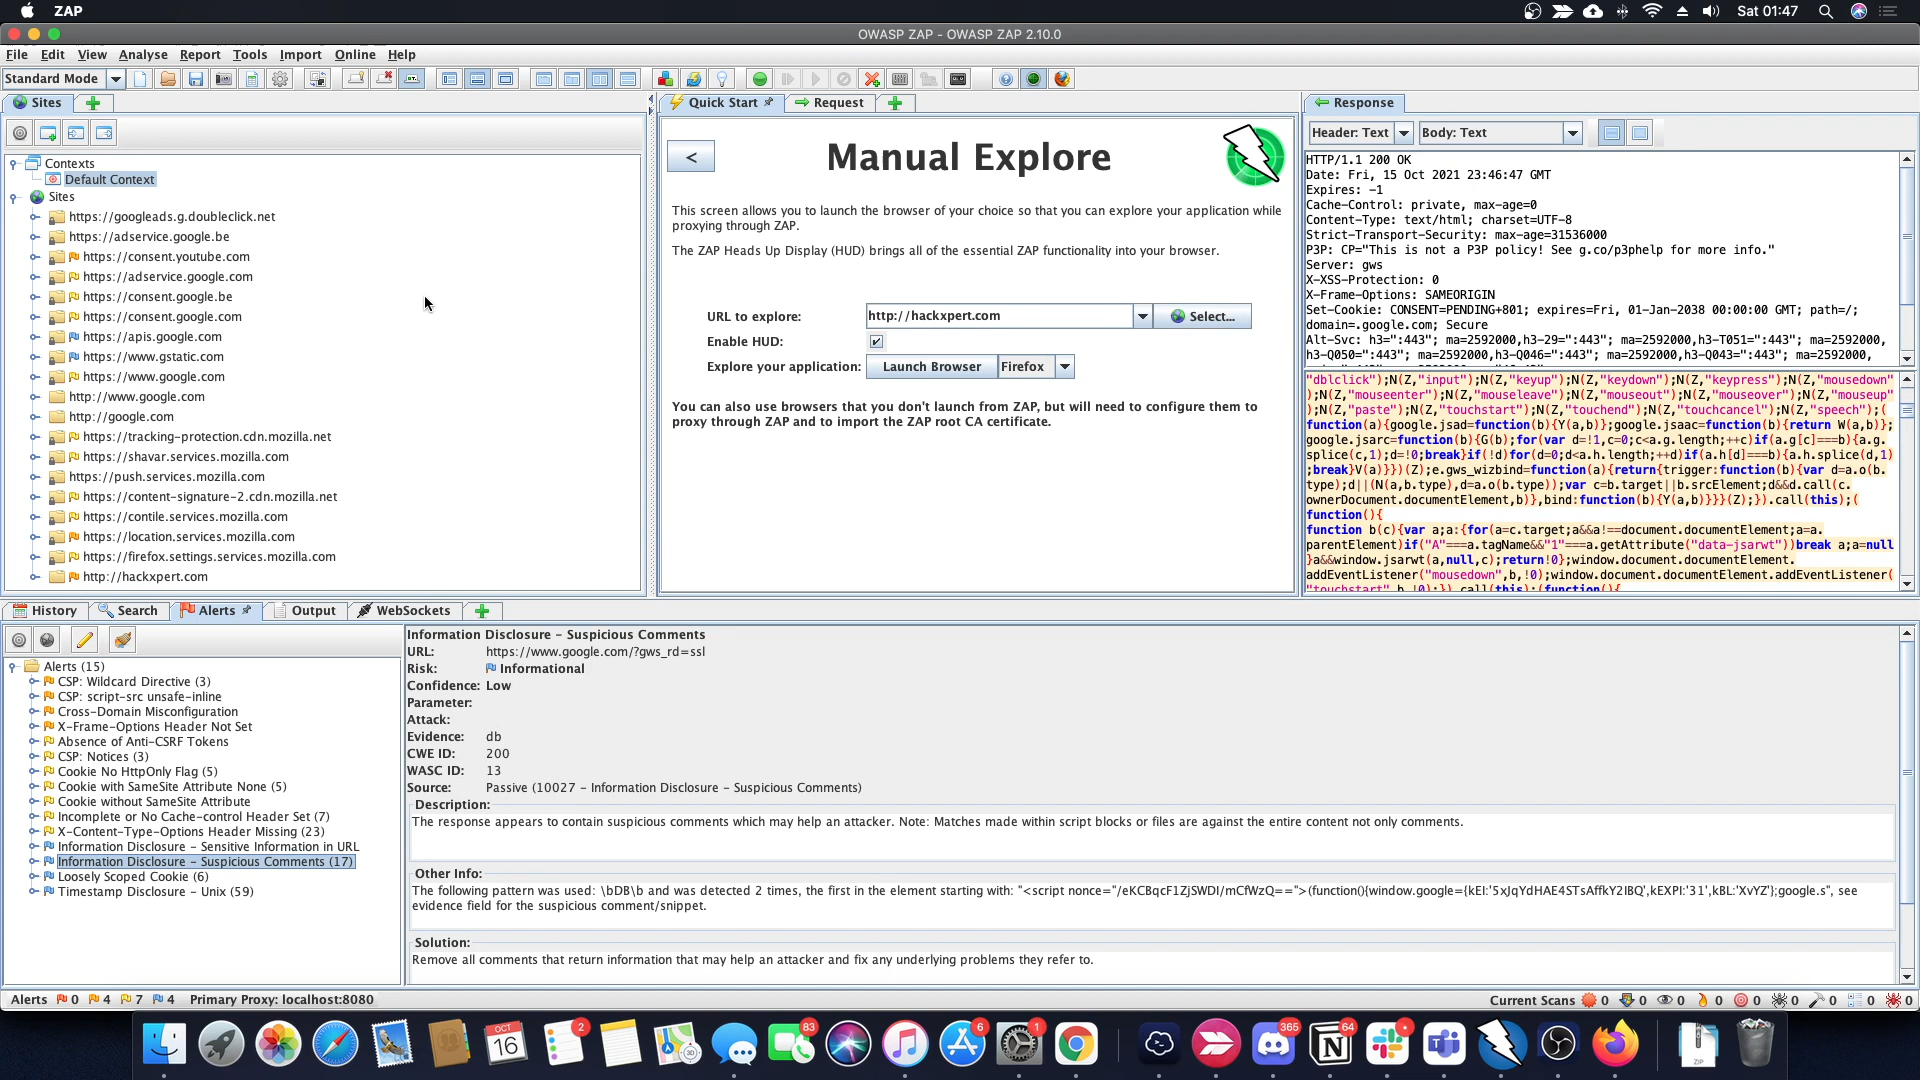 ZAP
Sat 01:47
OWASP ZAP - OWASP ZAP 2.10.0
File Edit View Analyse Report Tools Import Online Help
Standard Mode
Sites
Contexts
Default Context
Sites
https://googleads.g.doubleclick.net
https://adservice.google.be
https://consent.youtube.com
https://adservice.google.com
https://consent.google.be
https://consent.google.com
https://apis.google.com
https://www.gstatic.com
https://www.google.com
http://www.google.com
http://google.com
https://tracking-protection.cdn.mozilla.net
https://shavar.services.mozilla.com
https://push.services.mozilla.com
https://content-signature-2.cdn.mozilla.net
https://contile.services.mozilla.com
https://location.services.mozilla.com
https://firefox.settings.services.mozilla.com
http://hackxpert.com
Quick Start Request
<
Manual Explore
This screen allows you to launch the browser of your choice so that you can explore your application while
proxying through ZAP.
The ZAP Heads Up Display (HUD) brings all of the essential ZAP functionality into your browser.
URL to explore: http://hackxpert.com Select...
Enable HUD:
Explore your application: Launch Browser Firefox
You can also use browsers that you don't launch from ZAP, but will need to configure them to
proxy through ZAP and to import the ZAP root CA certificate.
Response
Header: Text Body: Text
HTTP/1.1 200 OK
Date: Fri, 15 Oct 2021 23:46:47 GMT
Expires: -1
Cache-Control: private, max-age=0
Content-Type: text/html; charset=UTF-8
Strict-Transport-Security: max-age=31536000
P3P: CP="This is not a P3P policy! See g.co/p3phelp for more info."
Server: gws
X-XSS-Protection: 0
X-Frame-Options: SAMEORIGIN
Set-Cookie: CONSENT=PENDING+801; expires=Fri, 01-Jan-2038 00:00:00 GMT; path=/;
domain=.google.com; Secure
Alt-Svc: h3=":443"; ma=2592000,h3-29=":443"; ma=2592000,h3-T051=":443"; ma=2592000,
h3-Q050=":443"; ma=2592000,h3-Q046=":443"; ma=2592000,h3-Q043=":443"; ma=2592000,
"dblclick");N(Z,"input");N(Z,"keyup");N(Z,"keydown");N(Z,"keypress");N(Z,"mousedown"
);N(Z,"mouseenter");N(Z,"mouseleave");N(Z,"mouseout");N(Z,"mouseover");N(Z,"mouseup"
);N(Z,"paste");N(Z,"touchstart");N(Z,"touchend");N(Z,"touchcancel");N(Z,"speech");(
function(a){google.jsad=function(b){Y(a,b)};google.jsaac=function(b){return W(a,b)};
google.jsarc=function(b){G(b);for(var d=!1,c=0;c<a.g.length;++c)if(a.g[c]===b){a.g.
splice(c,1);d=!0;break}if(!d)for(d=0;d<a.h.length;++d)if(a.h[d]===b){a.h.splice(d,1)
;break}V(a)}})(Z);e.gws_wizbind=function(a){return{trigger:function(b){var d=a.o(b.
type);d||(N(a,b.type),d=a.o(b.type));var c=b.target||b.srcElement;d&&d.call(c.
ownerDocument.documentElement,b)},bind:function(b){Y(a,b)}}}(Z);}).call(this);(
function(){
function b(c){var a;a:{for(a=c.target;a&&a!==document.documentElement;a=a.
parentElement)if("A"===a.tagName&&"1"===a.getAttribute("data-jsarwt"))break a;a=null
}a&&window.jsarwt(a,null,c);return!0};window.document.documentElement.
addEventListener("mousedown",b,!0);window.document.documentElement.addEventListener(
"touchstart",b,!0);}).call(this);(function(){
History Search Alerts Output WebSockets
Alerts (15)
CSP: Wildcard Directive (3)
CSP: script-src unsafe-inline
Cross-Domain Misconfiguration
X-Frame-Options Header Not Set
Absence of Anti-CSRF Tokens
CSP: Notices (3)
Cookie No HttpOnly Flag (5)
Cookie with SameSite Attribute None (5)
Cookie without SameSite Attribute
Incomplete or No Cache-control Header Set (7)
X-Content-Type-Options Header Missing (23)
Information Disclosure - Sensitive Information in URL
Information Disclosure - Suspicious Comments (17)
Loosely Scoped Cookie (6)
Timestamp Disclosure - Unix (59)
Information Disclosure - Suspicious Comments
URL: https://www.google.com/?gws_rd=ssl
Risk: Informational
Confidence: Low
Parameter:
Attack:
Evidence: db
CWE ID: 200
WASC ID: 13
Source: Passive (10027 - Information Disclosure - Suspicious Comments)
Description:
The response appears to contain suspicious comments which may help an attacker. Note: Matches made within script blocks or files are against the entire content not only comments.
Other Info:
The following pattern was used: \bDB\b and was detected 2 times, the first in the element starting with: "<script nonce="/eKCBqcF1ZjSWDI/mCfWzQ==">(function(){window.google={kEI:'5xJqYdHAE4STsAffkY2IBQ',kEXPI:'31',kBL:'XvYZ'};google.s", see
evidence field for the suspicious comment/snippet.
Solution:
Remove all comments that return information that may help an attacker and fix any underlying problems they refer to.
Alerts 0 4 7 4 Primary Proxy: localhost:8080
Current Scans 0 0 0 0 0 0 0 0 0
OCT
16
2
83
6
1
365
64
ZIP